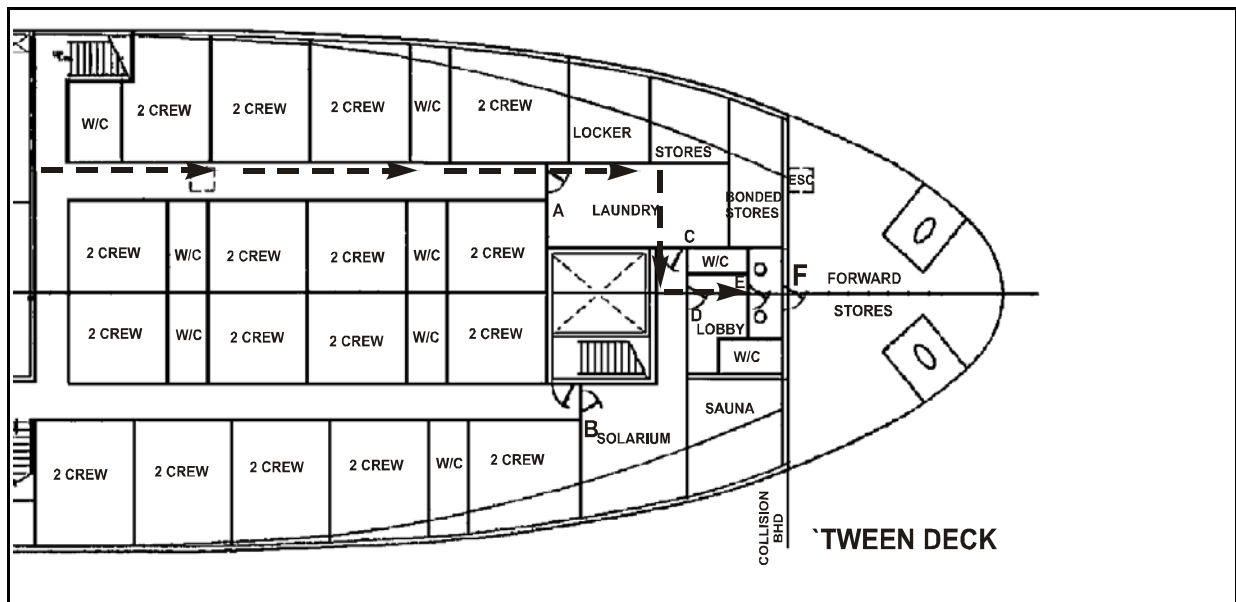 W/C
2 CREW
2 CREW
2 CREW
W/C
2 CREW
LOCKER
STORES
ESC
A
LAUNDRY
BONDED
STORES
C
2 CREW
W/C
2 CREW
2 CREW
W/C
2 CREW
W/C
E
F
FORWARD
STORES
D
LOBBY
2 CREW
W/C
2 CREW
2 CREW
W/C
2 CREW
W/C
B
SOLARIUM
SAUNA
2 CREW
2 CREW
2 CREW
2 CREW
W/C
2 CREW
COLLISION
BHD
`TWEEN DECK